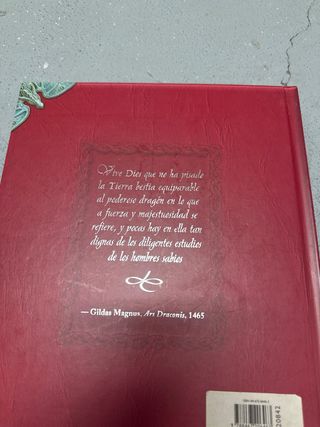 Vive Dios que no ha pisado
la Tierra bestia equiparable
al poderoso dragón en lo que
a fuerza y majestuosidad se
refiere, y pocas hay en ella tan
dignas de los diligentes estudios
de los hombres sabios
— Gildas Magnus, Ars Draconis, 1465